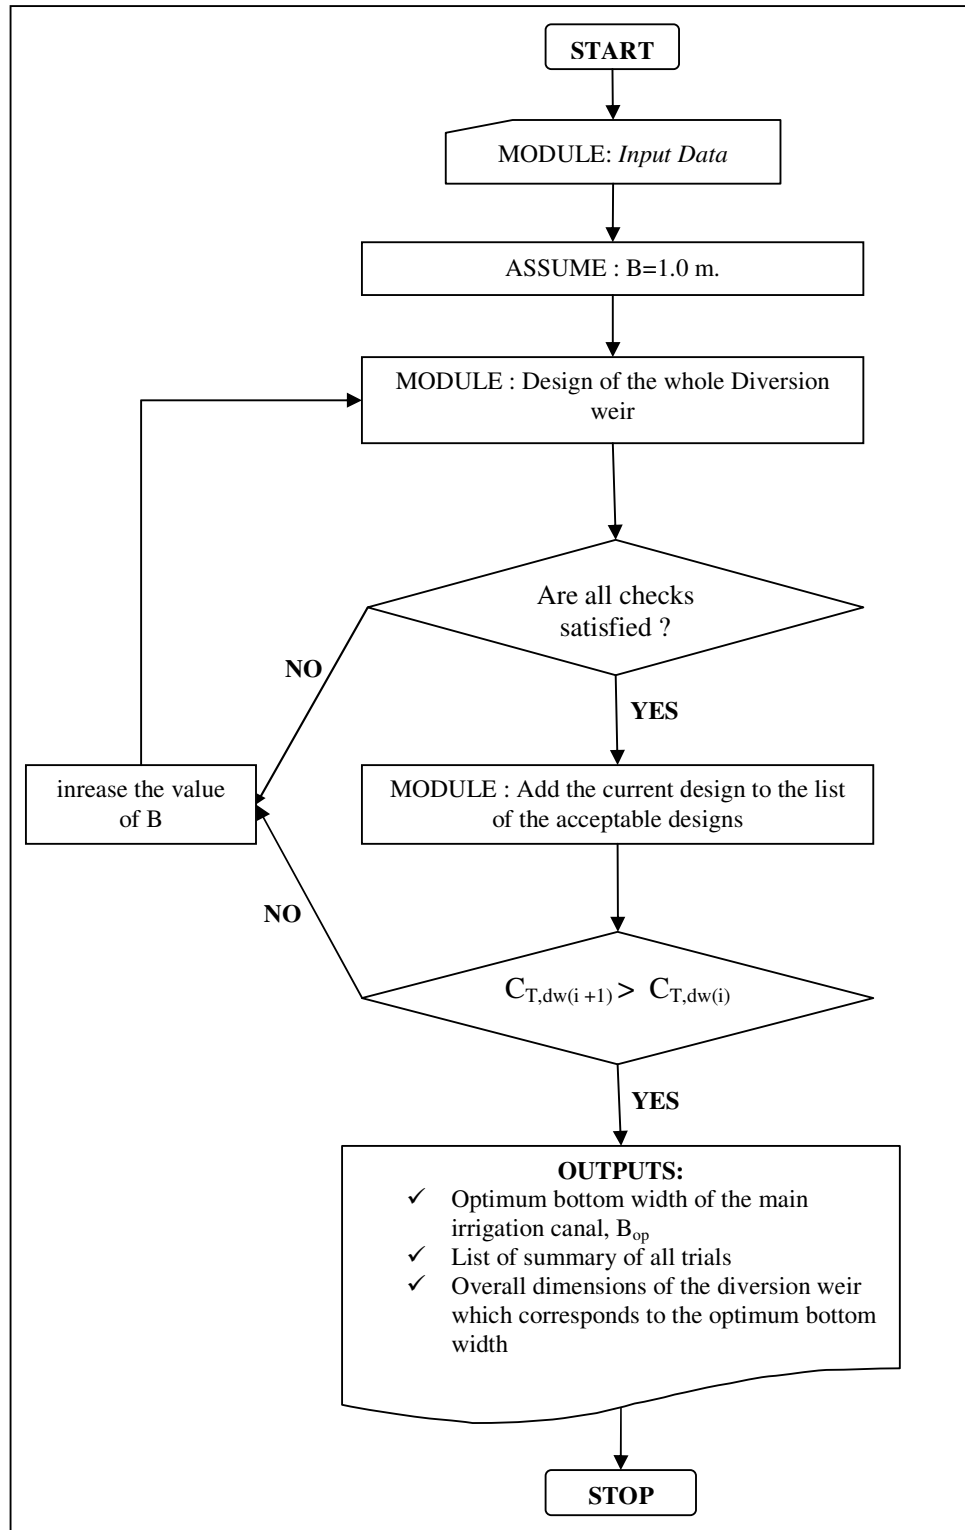 START
MODULE: Input Data
ASSUME : B=1.0 m.
MODULE : Design of the whole Diversion
weir
Are all checks
satisfied ?
NO
YES
inrease the value
of B
MODULE : Add the current design to the list
of the acceptable designs
NO
C_T,dw(i +1) > C_T,dw(i)
YES
OUTPUTS:
✓ Optimum bottom width of the main
irrigation canal, B_op
✓ List of summary of all trials
✓ Overall dimensions of the diversion weir
which corresponds to the optimum bottom
width
STOP